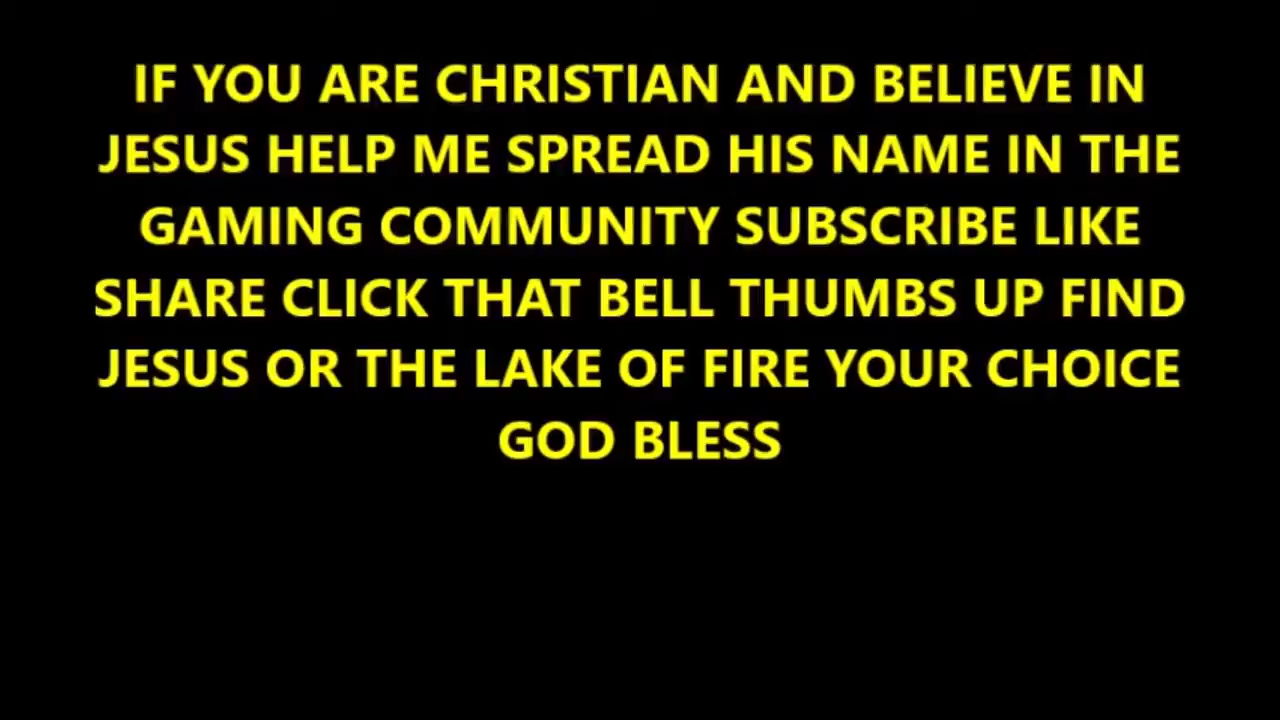 IF YOU ARE CHRISTIAN AND BELIEVE IN
JESUS HELP ME SPREAD HIS NAME IN THE
GAMING COMMUNITY SUBSCRIBE LIKE
SHARE CLICK THAT BELL THUMBS UP FIND
JESUS OR THE LAKE OF FIRE YOUR CHOICE
GOD BLESS